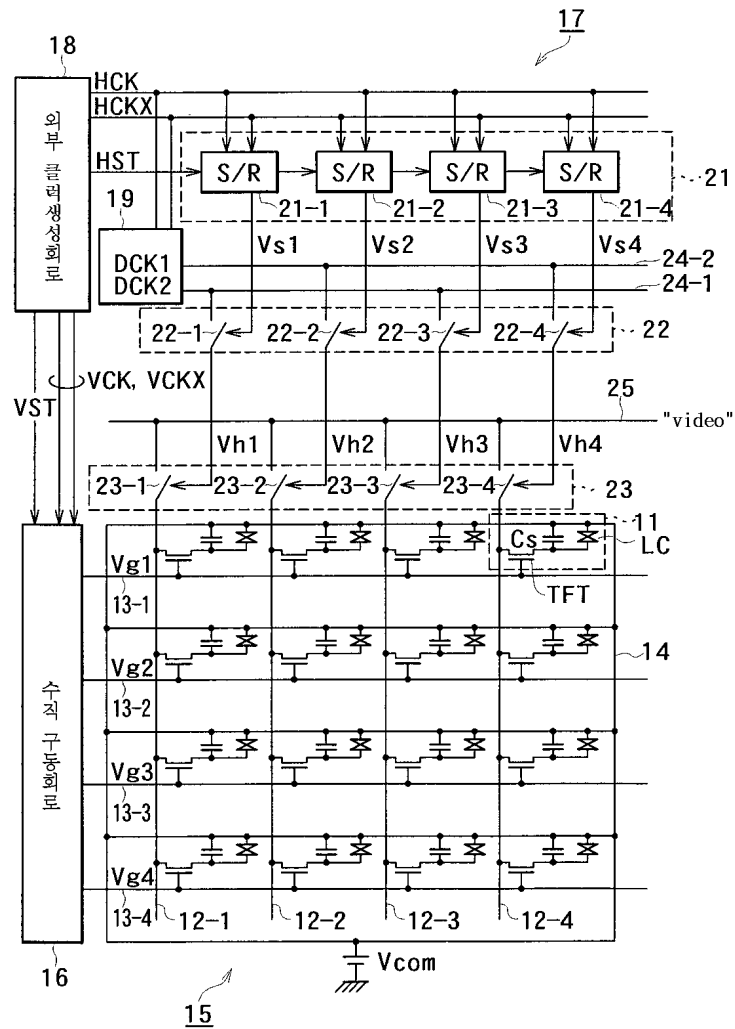 17
18
HCK
HCKX
외부 클럭생성회로
HST
S/R
S/R
S/R
S/R
21
19
21-1
21-2
21-3
21-4
Vs1
Vs2
Vs3
Vs4
DCK1
DCK2
24-2
24-1
22-1
22-2
22-3
22-4
22
VCK, VCKX
VST
25
"video"
Vh1
Vh2
Vh3
Vh4
23-1
23-2
23-3
23-4
23
11
Cs
LC
Vg1
TFT
13-1
Vg2
14
13-2
수직 구동회로
Vg3
13-3
Vg4
13-4
12-1
12-2
12-3
12-4
16
Vcom
15